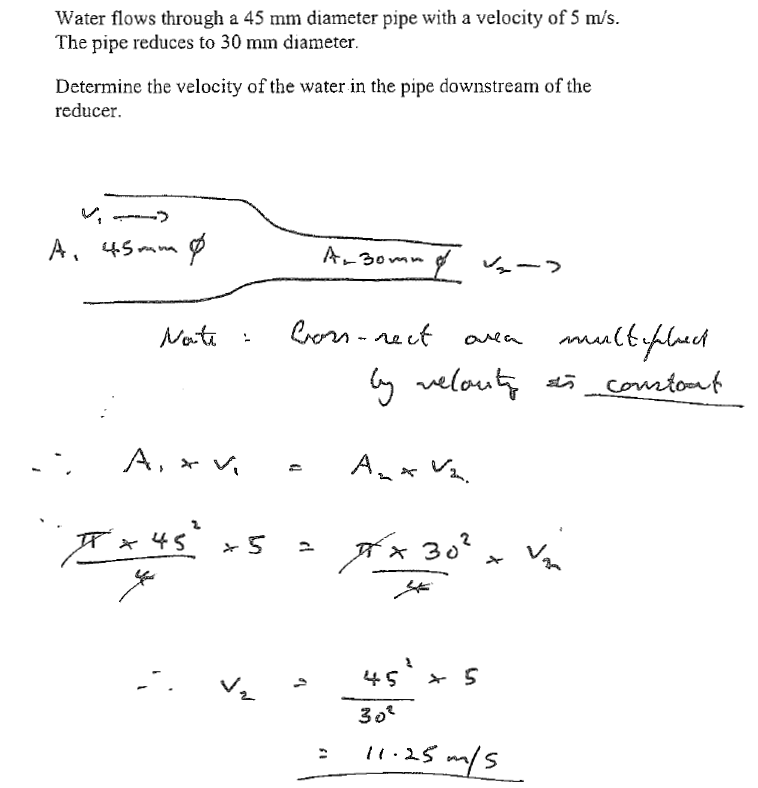 Water flows through a 45 mm diameter pipe with a velocity of 5 m/s.
The pipe reduces to 30 mm diameter.
Determine the velocity of the water in the pipe downstream of the
reducer.
V₁ →
A₁ 45mm ø
A₂ 30mm ø V₂ →
Note : Cross-sect area multiplied
by velocity is constant
∴ A₁ × V₁ = A₂ × V₂
∴ π × 45² / 4 × 5 = π × 30² / 4 × V₂
∴ V₂ = 45² × 5 / 30²
= 11.25 m/s